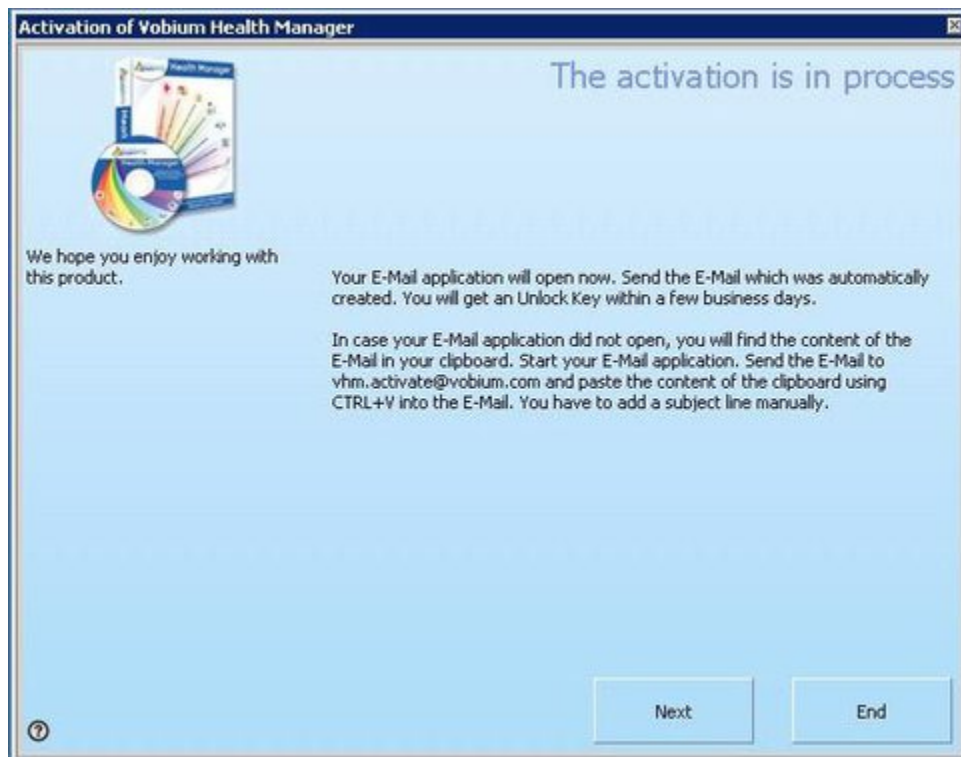 Activation of Vobium Health Manager
The activation is in process
Health Manager
Health Manager
We hope you enjoy working with
this product.
Your E-Mail application will open now. Send the E-Mail which was automatically
created. You will get an Unlock Key within a few business days.
In case your E-Mail application did not open, you will find the content of the
E-Mail in your clipboard. Start your E-Mail application. Send the E-Mail to
vhm.activate@vobium.com and paste the content of the clipboard using
CTRL+V into the E-Mail. You have to add a subject line manually.
Next
End
?